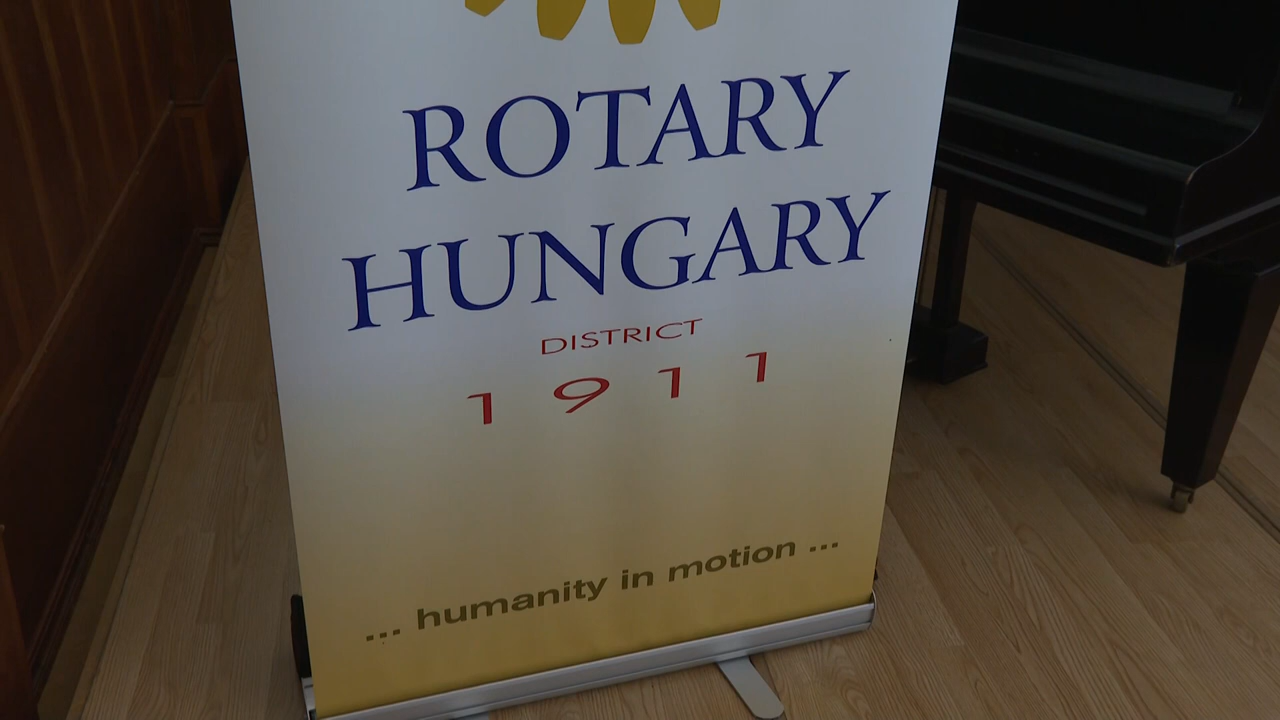 ROTARY
HUNGARY
DISTRICT
1911
... humanity in motion ...